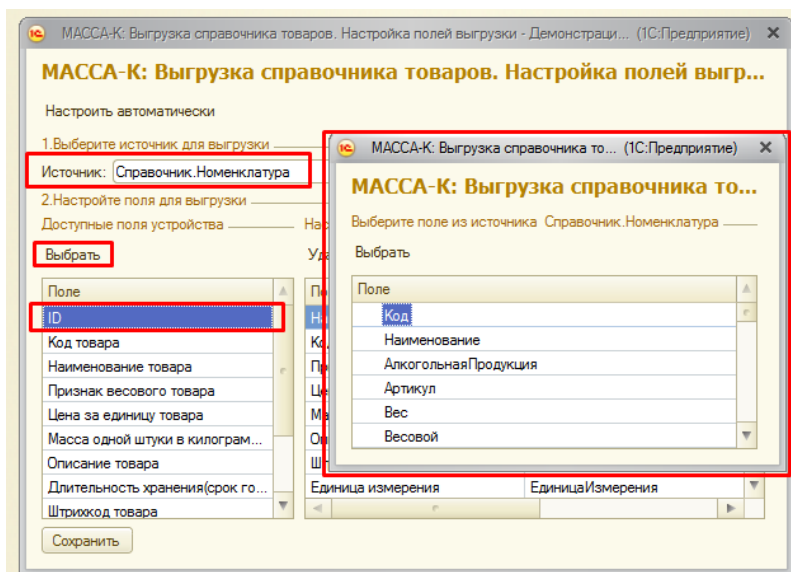 МАССА-К: Выгрузка справочника товаров. Настройка полей выгрузки - Демонстраци... (1С:Предприятие)
МАССА-К: Выгрузка справочника товаров. Настройка полей выгр...
Настроить автоматически
1.Выберите источник для выгрузки
Источник: Справочник.Номенклатура
2.Настройте поля для выгрузки
Доступные поля устройства
Выбрать
Поле
ID
Код товара
Наименование товара
Признак весового товара
Цена за единицу товара
Масса одной штуки в килограм...
Описание товара
Длительность хранения(срок го...
Штрихкод товара
Единица измерения ЕдиницаИзмерения
Сохранить
МАССА-К: Выгрузка справочника то... (1С:Предприятие)
МАССА-К: Выгрузка справочника то...
Выберите поле из источника Справочник.Номенклатура
Выбрать
Поле
Код
Наименование
АлкогольнаяПродукция
Артикул
Вес
Весовой